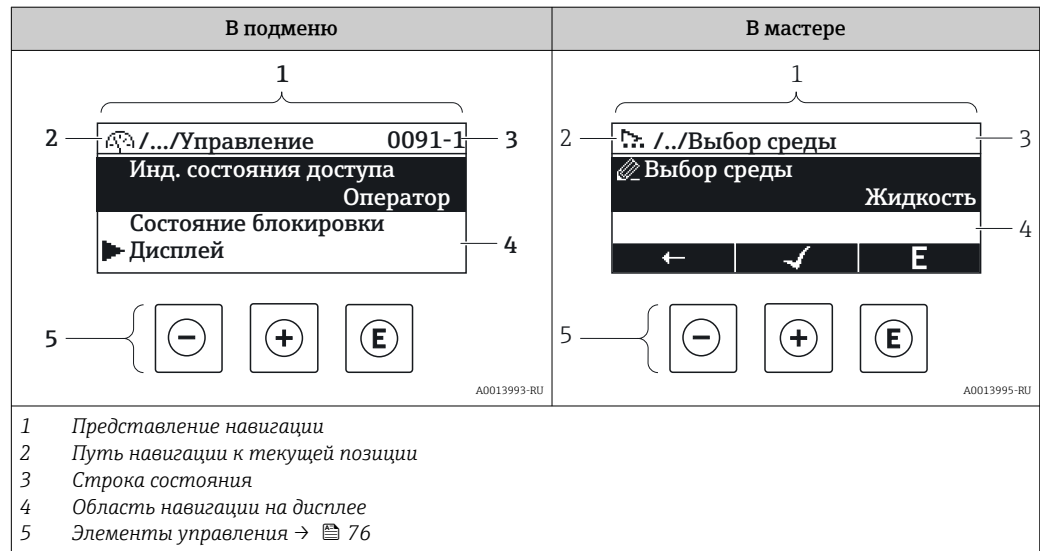 В подменю
В мастере
1
1
2
/.../Управление 0091-1
3
2
/../Выбор среды
3
Инд. состояния доступа
Оператор
Выбор среды
Жидкость
Состояние блокировки
Дисплей
4
4
← ✓ E
5
− + E
5
− + E
A0013993-RU
A0013995-RU
1 Представление навигации
2 Путь навигации к текущей позиции
3 Строка состояния
4 Область навигации на дисплее
5 Элементы управления → 76